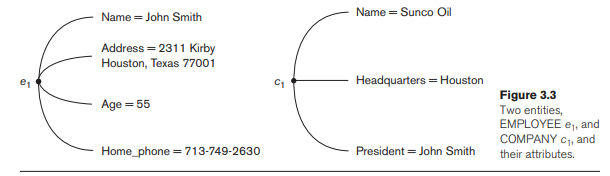 Name = John Smith
Address = 2311 Kirby
Houston, Texas 77001
e1
Age = 55
Home_phone = 713-749-2630
Name = Sunco Oil
c1
Headquarters = Houston
President = John Smith
Figure 3.3
Two entities,
EMPLOYEE e1, and
COMPANY c1, and
their attributes.